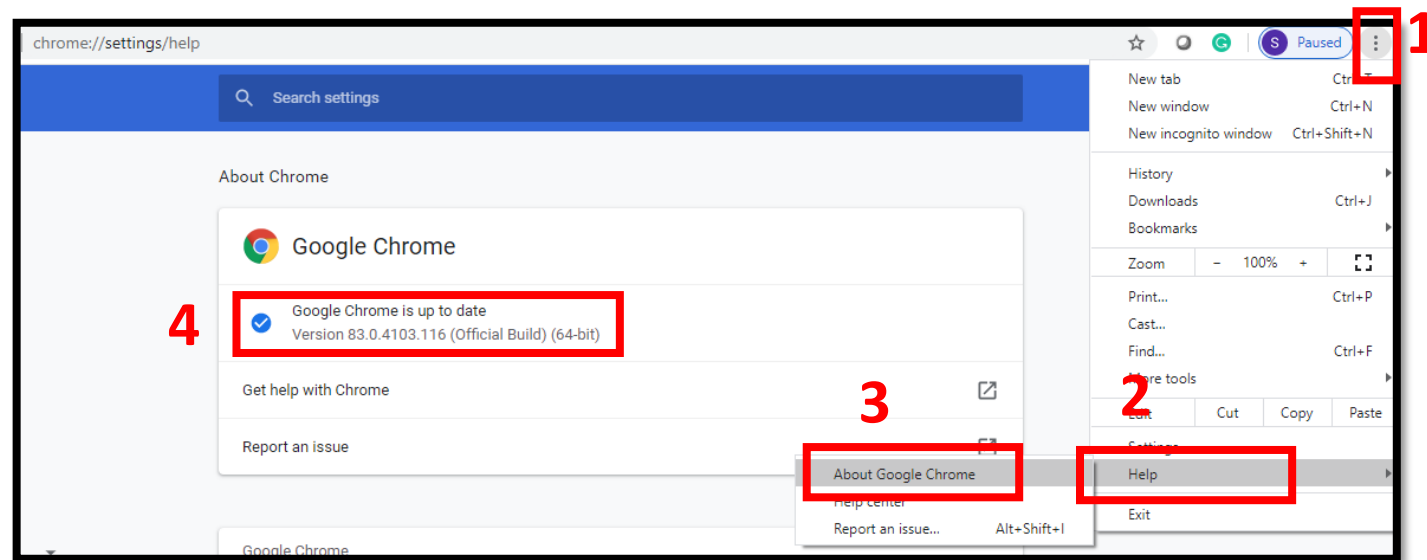 1
chrome://settings/help
S Paused
Search settings
About Chrome
Google Chrome
4
Google Chrome is up to date
Version 83.0.4103.116 (Official Build) (64-bit)
Get help with Chrome
Report an issue
Google Chrome
New tab
New window Ctrl+N
New incognito window Ctrl+Shift+N
History
Downloads Ctrl+J
Bookmarks
Zoom - 100% +
Print... Ctrl+P
Cast...
Find... Ctrl+F
More tools
2
Edit Cut Copy Paste
Settings
Help
Exit
3
About Google Chrome
Help center
Report an issue... Alt+Shift+I